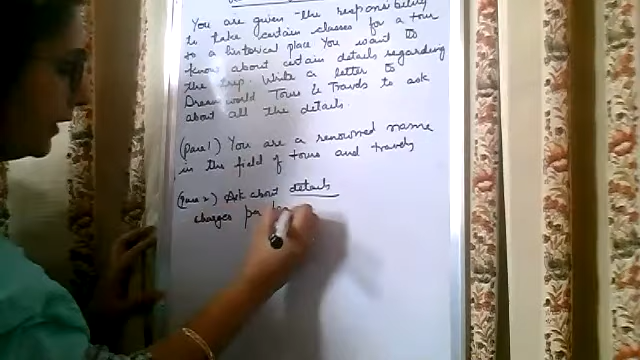 You are given the responsibility
to take certain classes for a tour
to a historical place You want to
know about certain details regarding
the trip. Write a letter to
Dreamworld Tours & Travels to ask
about all the details.
(Para 1) You are a renowned name
in the field of tours and travels
(Para 2) Ask about details
charges per